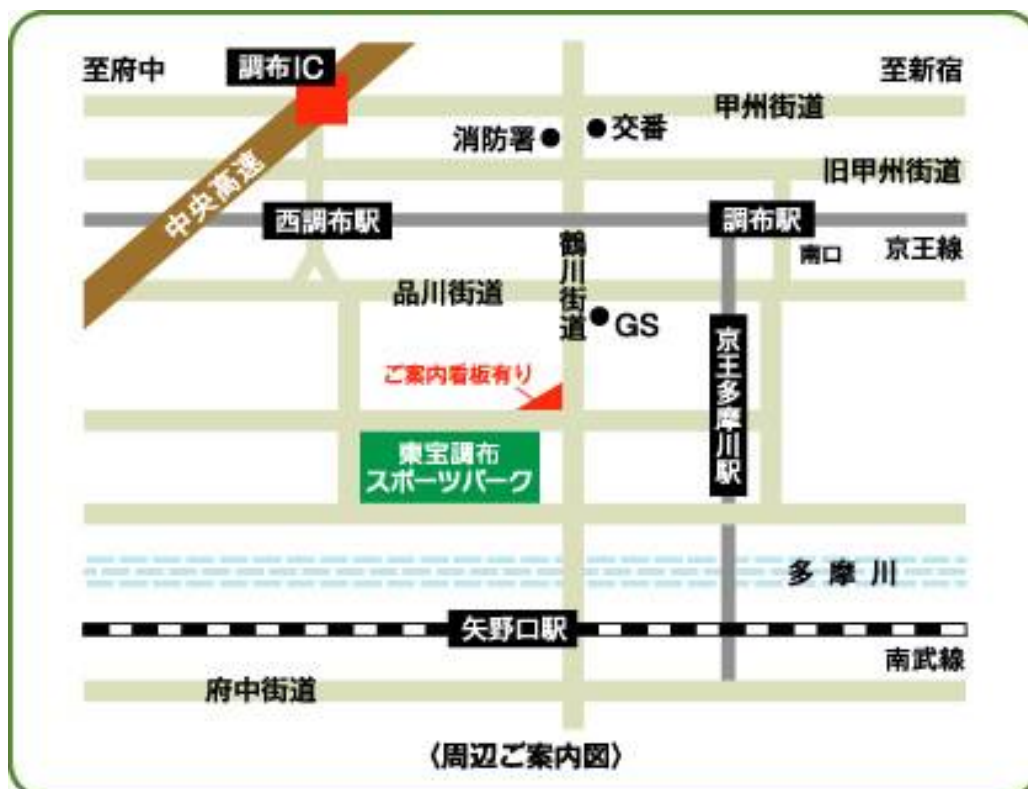 至府中
調布IC
至新宿
甲州街道
消防署
交番
旧甲州街道
中央高速
西調布駅
調布駅
南口
京王線
鶴川街道
品川街道
GS
京王多摩川駅
ご案内看板有り
東宝調布
スポーツパーク
多摩川
矢野口駅
南武線
府中街道
〈周辺ご案内図〉